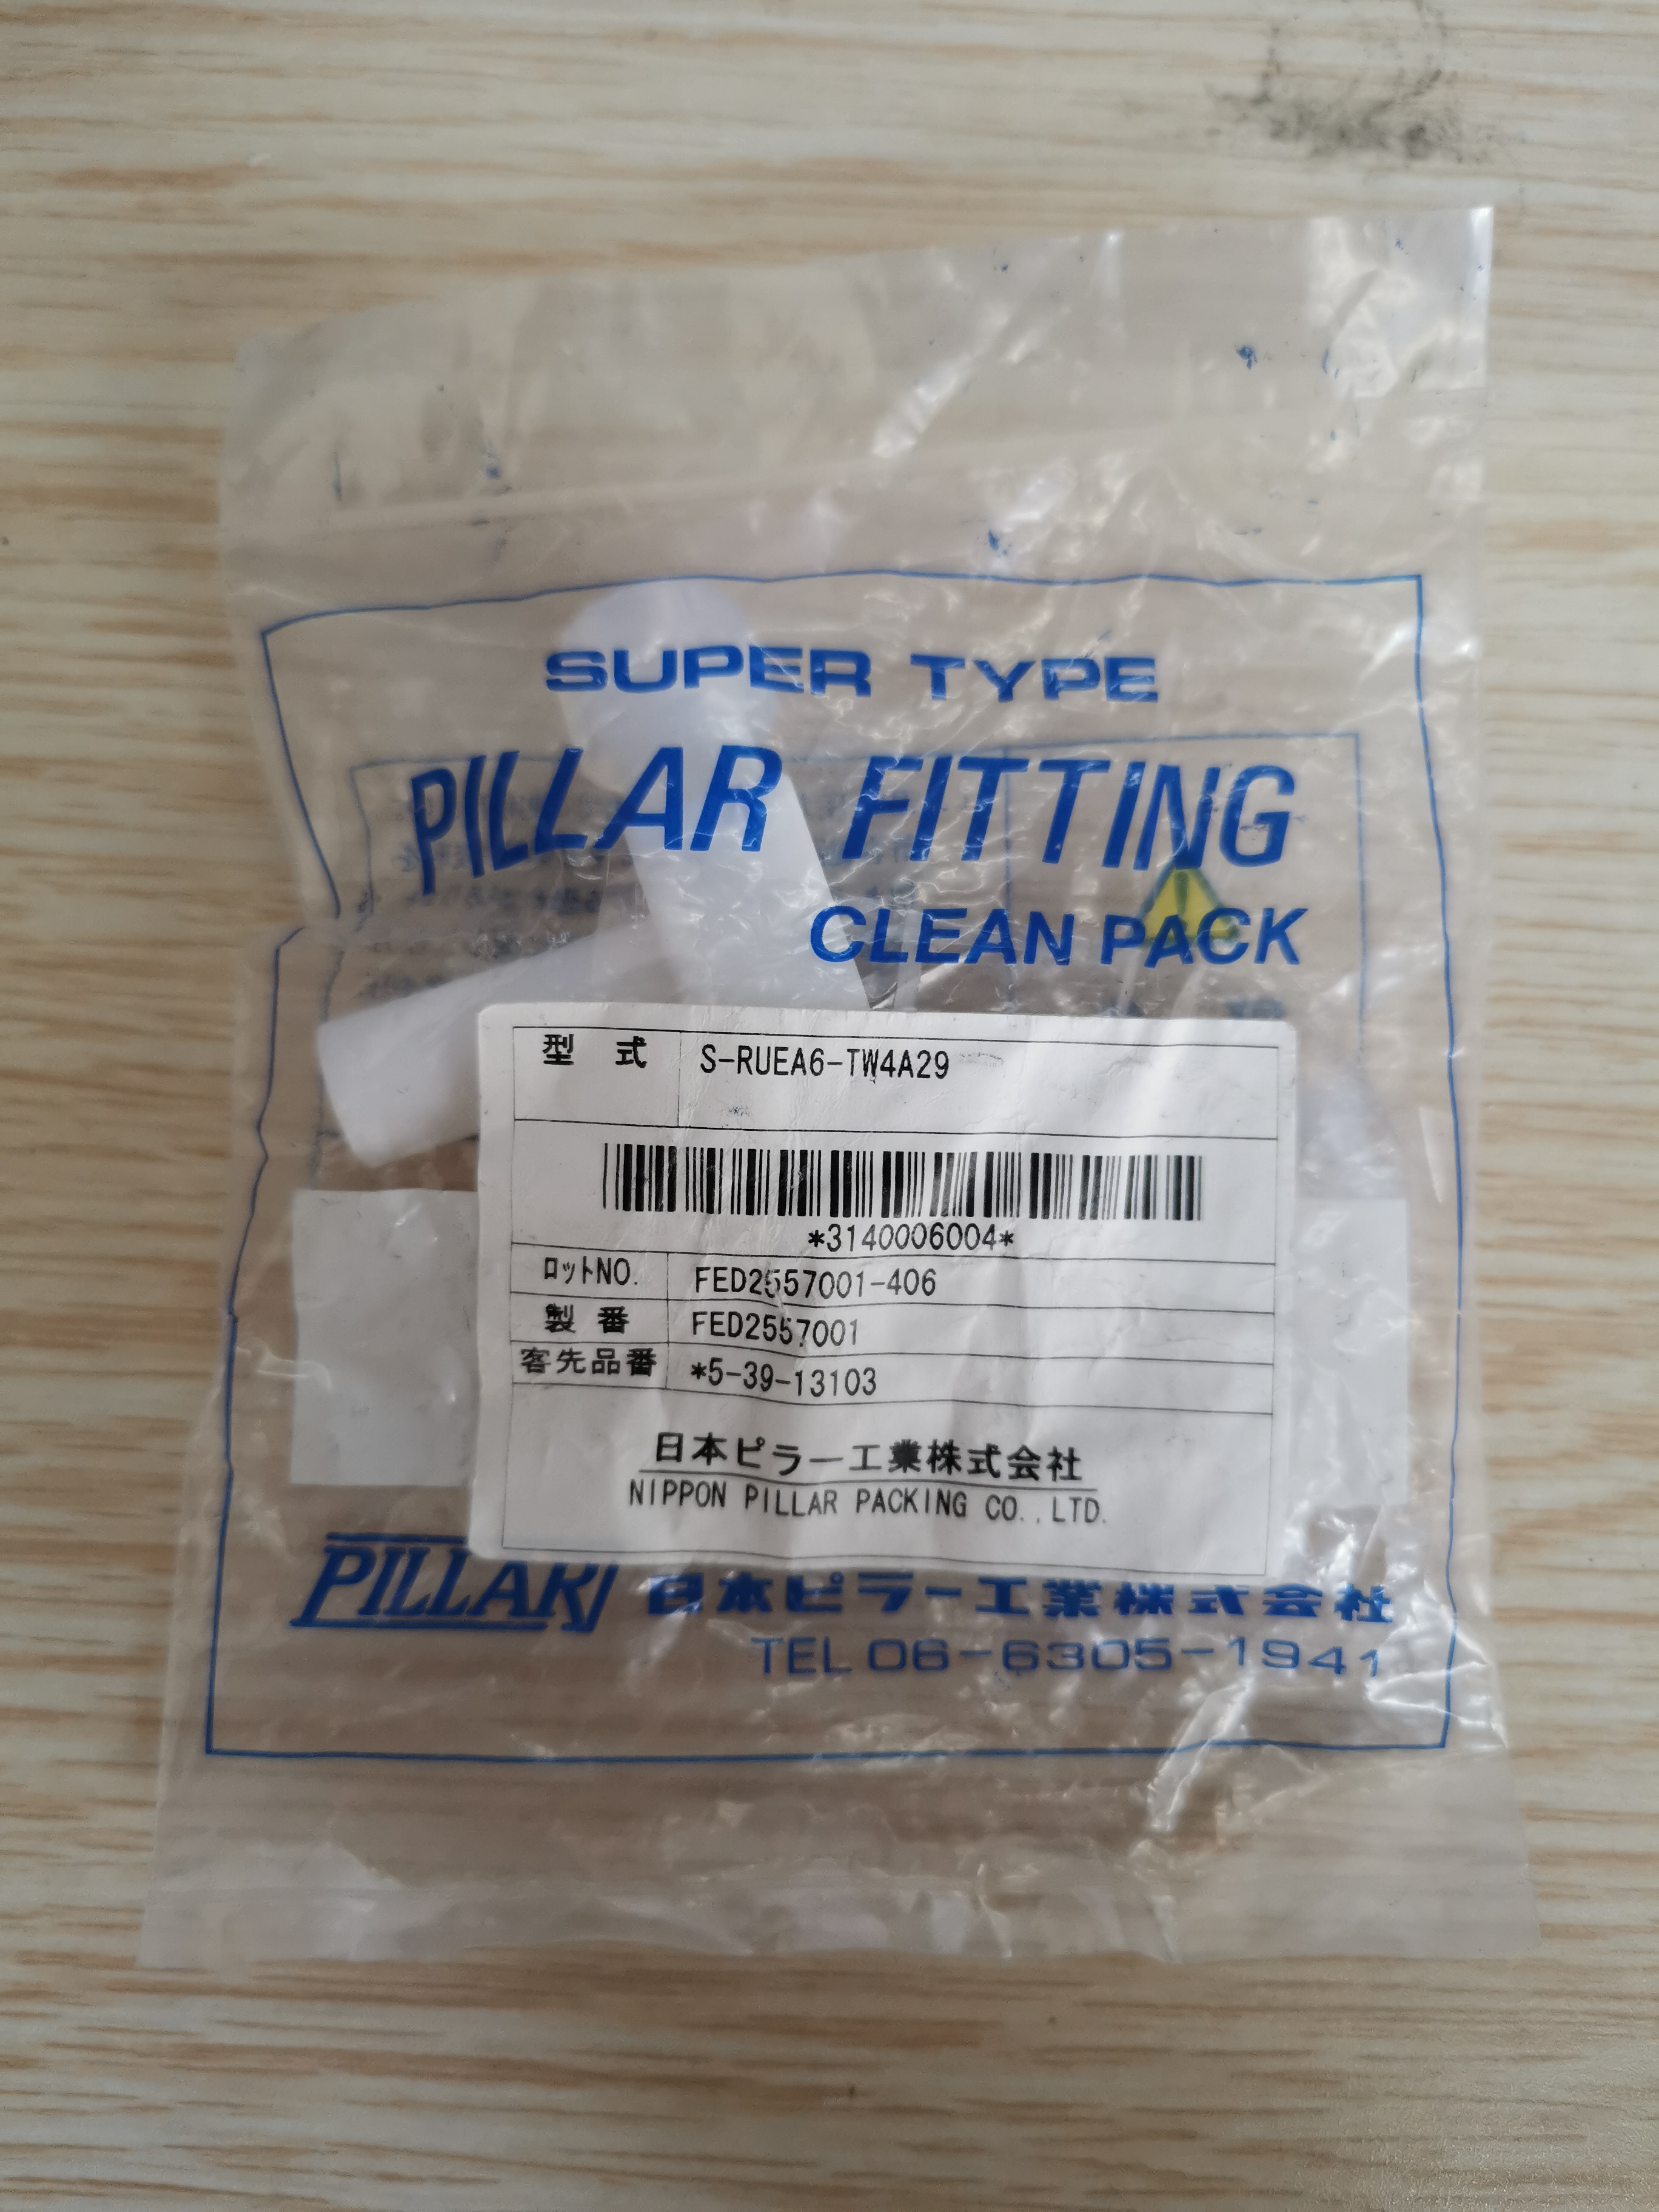 SUPER TYPE
PILLAR FITTING
CLEAN PACK
型 式 S-RUEA6-TW4A29
*3140006004*
ロットNO. FED2557001-406
製 番 FED2557001
客先品番 *5-39-13103
日本ピラー工業株式会社
NIPPON PILLAR PACKING CO.,LTD.
PILLAR 日本ピラー工業株式会社
TEL 06-6305-1941